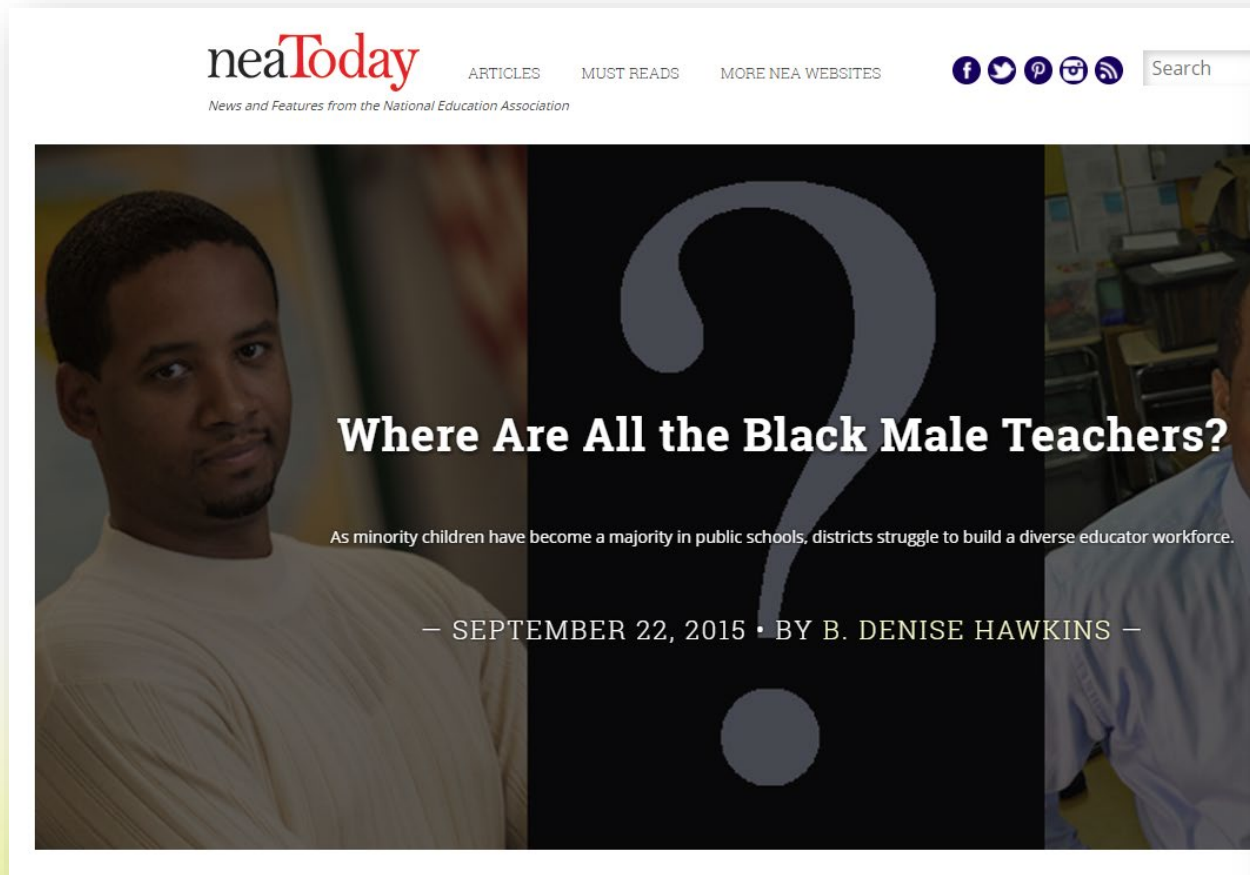 neaToday
ARTICLES MUST READS MORE NEA WEBSITES
Search
News and Features from the National Education Association
Where Are All the Black Male Teachers?
As minority children have become a majority in public schools, districts struggle to build a diverse educator workforce.
— SEPTEMBER 22, 2015 • BY B. DENISE HAWKINS —